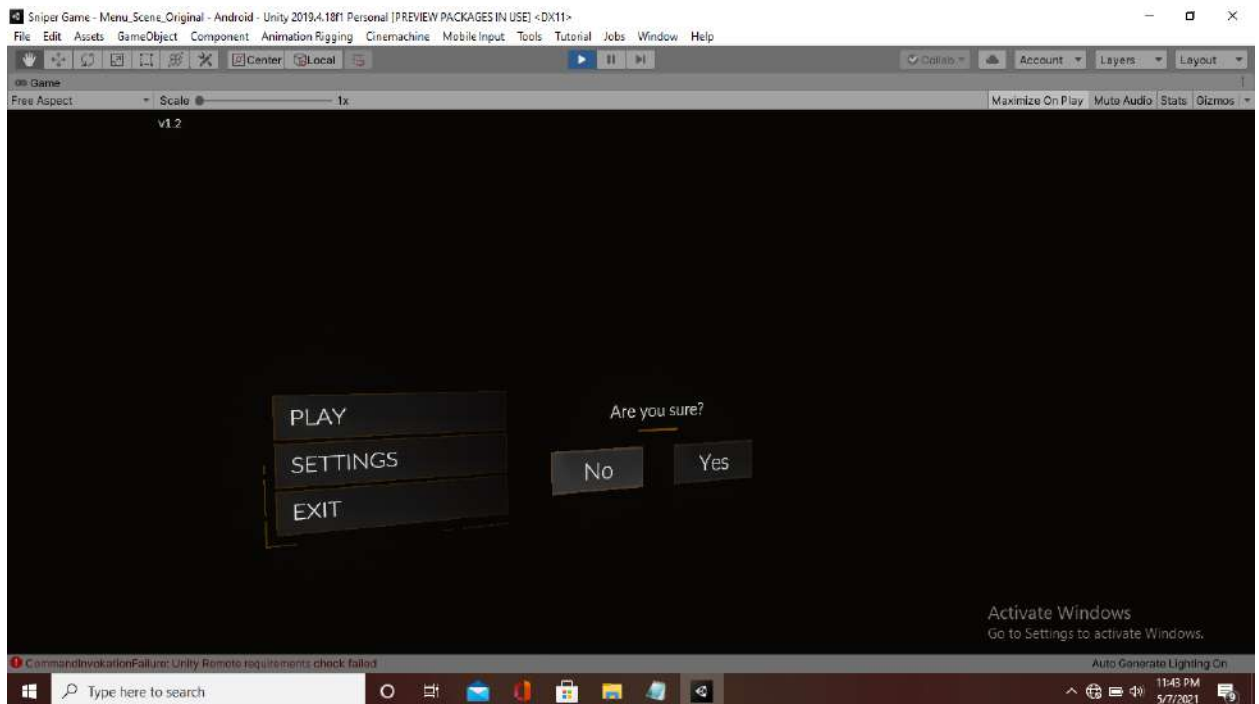 Sniper Game - Menu_Scene_Original - Android - Unity 2019.4.18f1 Personal [PREVIEW PACKAGES IN USE] <DX11>
File Edit Assets GameObject Component Animation Rigging Cinemachine Mobile Input Tools Tutorial Jobs Window Help
Center Local Collab Account Layers Layout
Game
Free Aspect Scale 1x Maximize On Play Mute Audio Stats Gizmos
v1.2
PLAY
SETTINGS
EXIT
Are you sure?
No Yes
Activate Windows
Go to Settings to activate Windows.
CommandInvokationFailure: Unity Remote requirements check failed
Auto Generate Lighting On
Type here to search
11:43 PM
5/7/2021